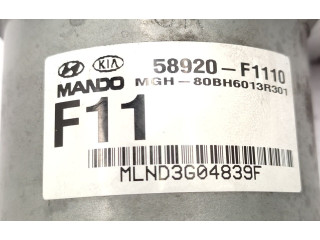 KIA 58920-F1110
MANDO MGH-80BH6013R301
F11
MLND3G04839F